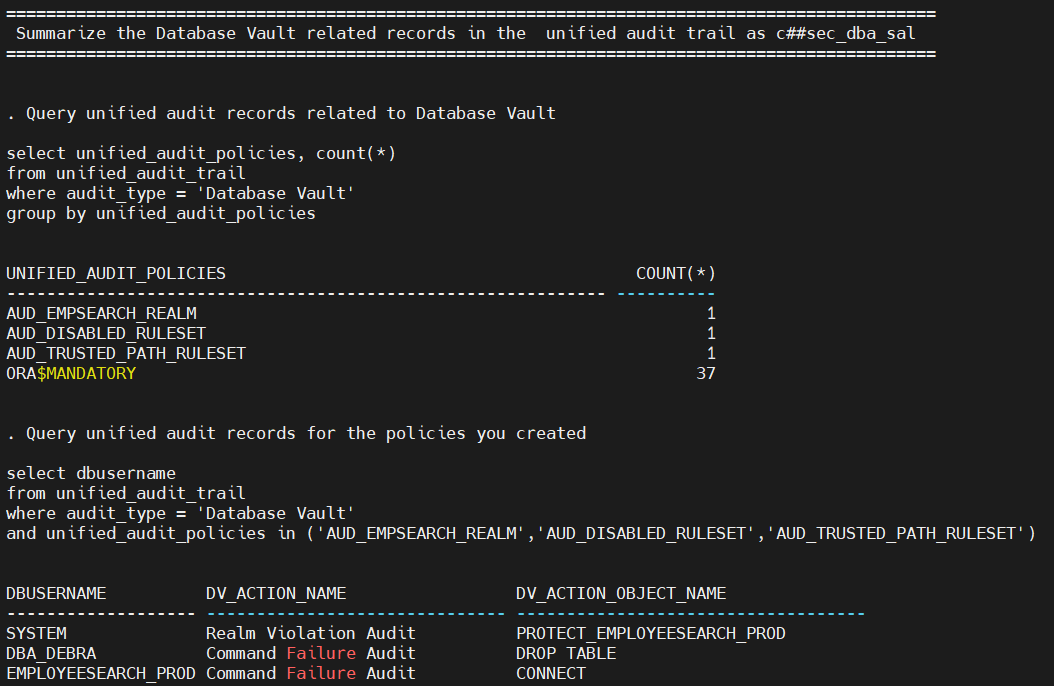 =============================================================================================
Summarize the Database Vault related records in the  unified audit trail as c##sec_dba_sal
=============================================================================================
. Query unified audit records related to Database Vault
select unified_audit_policies, count(*)
from unified_audit_trail
where audit_type = 'Database Vault'
group by unified_audit_policies
UNIFIED_AUDIT_POLICIES                                         COUNT(*)
------------------------------------------------------------ ----------
AUD_EMPSEARCH_REALM                                                   1
AUD_DISABLED_RULESET                                                  1
AUD_TRUSTED_PATH_RULESET                                              1
ORA$MANDATORY                                                        37
. Query unified audit records for the policies you created
select dbusername
from unified_audit_trail
where audit_type = 'Database Vault'
and unified_audit_policies in ('AUD_EMPSEARCH_REALM','AUD_DISABLED_RULESET','AUD_TRUSTED_PATH_RULESET')
DBUSERNAME          DV_ACTION_NAME                 DV_ACTION_OBJECT_NAME
------------------- ------------------------------ -----------------------------------
SYSTEM              Realm Violation Audit          PROTECT_EMPLOYEESEARCH_PROD
DBA_DEBRA           Command Failure Audit          DROP TABLE
EMPLOYEESEARCH_PROD Command Failure Audit          CONNECT